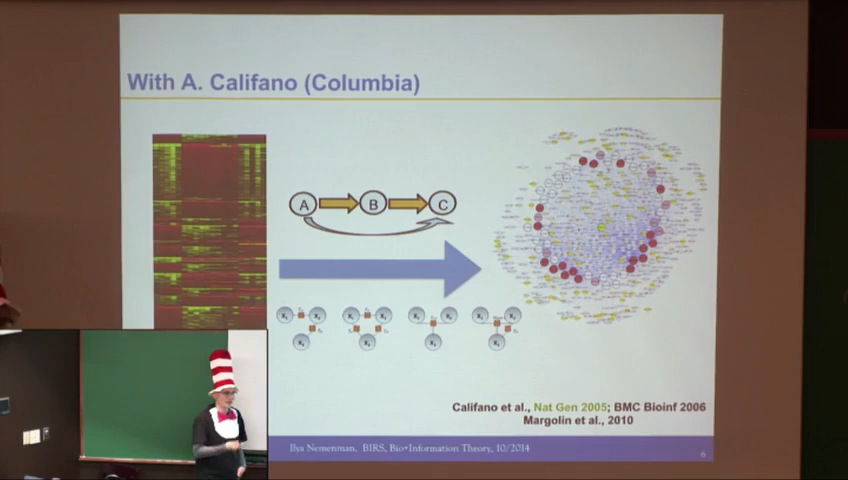 With A. Califano (Columbia)
A B C
Califano et al., Nat Gen 2005; BMC Bioinf 2006
Margolin et al., 2010
Ilya Nemenman, BIRS, Bio•Information Theory, 10/2014
6